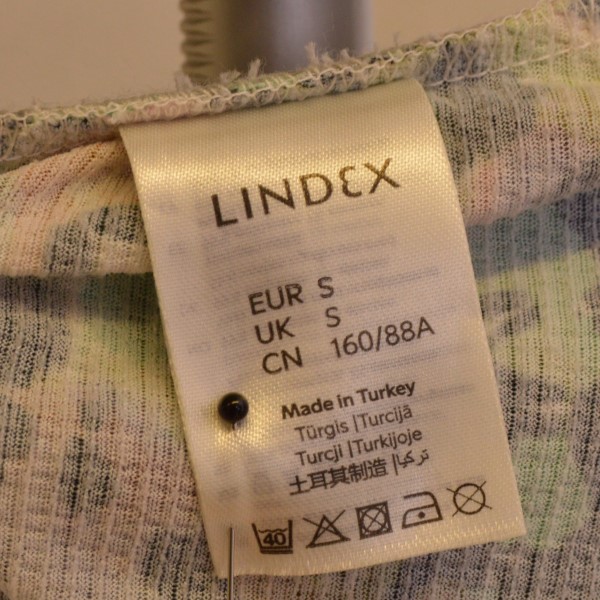 LINDEX
EUR S
UK S
CN 160/88A
Made in Turkey
Türgis |Turcijā
Turcji |Turkijoje
土耳其制造 |تركيا
40